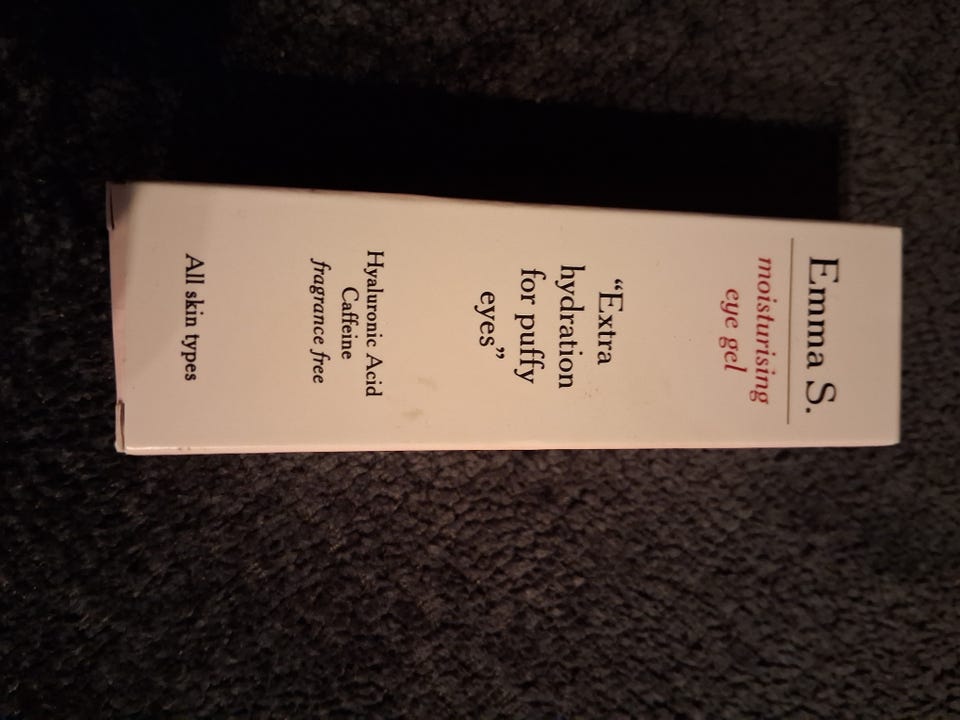 Emma S.
moisturising
eye gel
“Extra
hydration
for puffy
eyes”
Hyaluronic Acid
Caffeine
fragrance free
All skin types